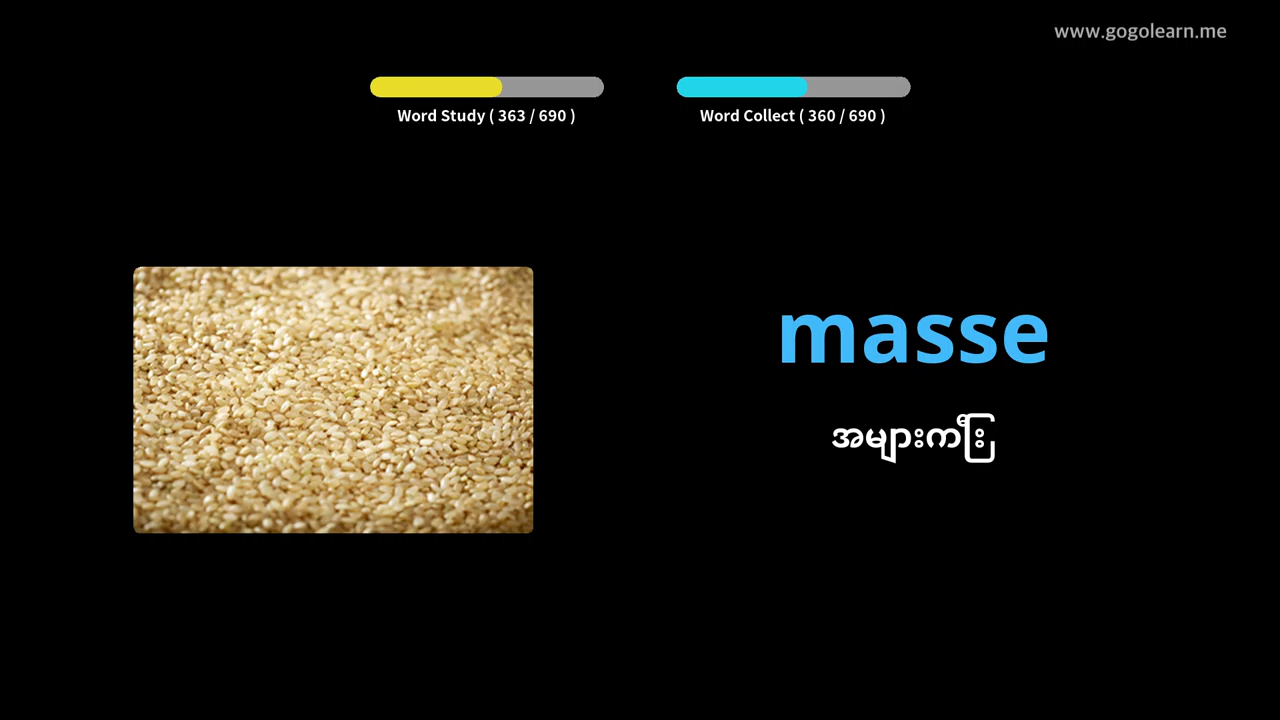 www.gogolearn.me
Word Study ( 363 / 690 )
Word Collect ( 360 / 690 )
masse
အများကြီး